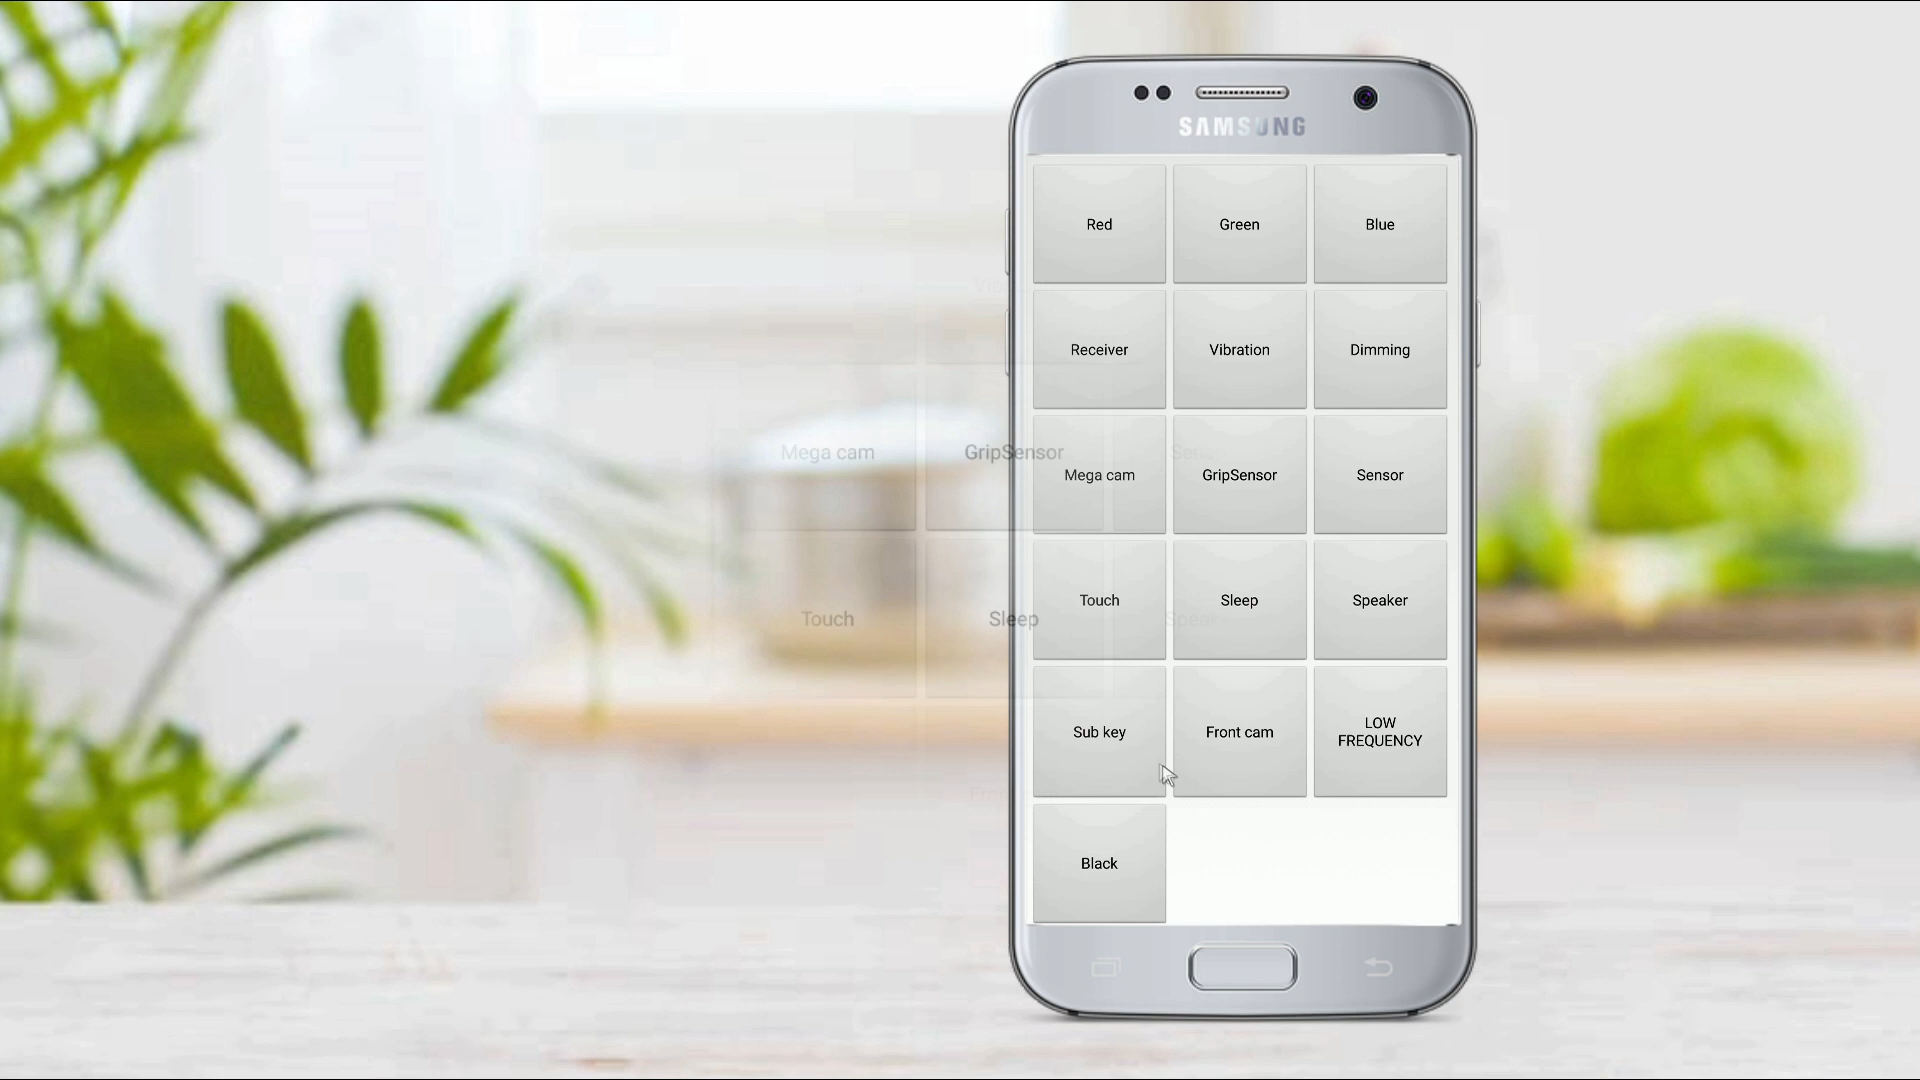 SAMSUNG
Red
Green
Blue
Receiver
Vibration
Dimming
Mega cam
GripSensor
Sensor
Touch
Sleep
Speaker
Sub key
Front cam
LOW
FREQUENCY
Black
Mega cam
GripSensor
Touch
Sleep